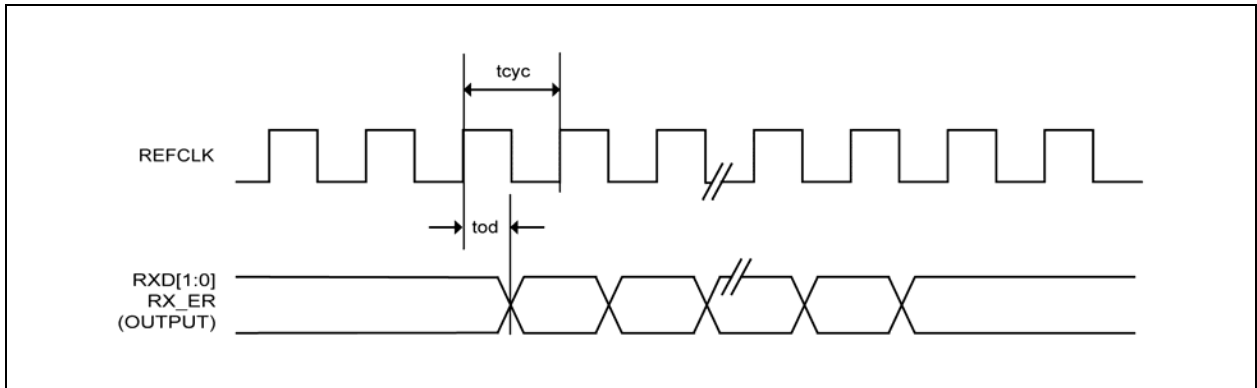 tcyc
REFCLK
tod
RXD[1:0]
RX_ER
(OUTPUT)